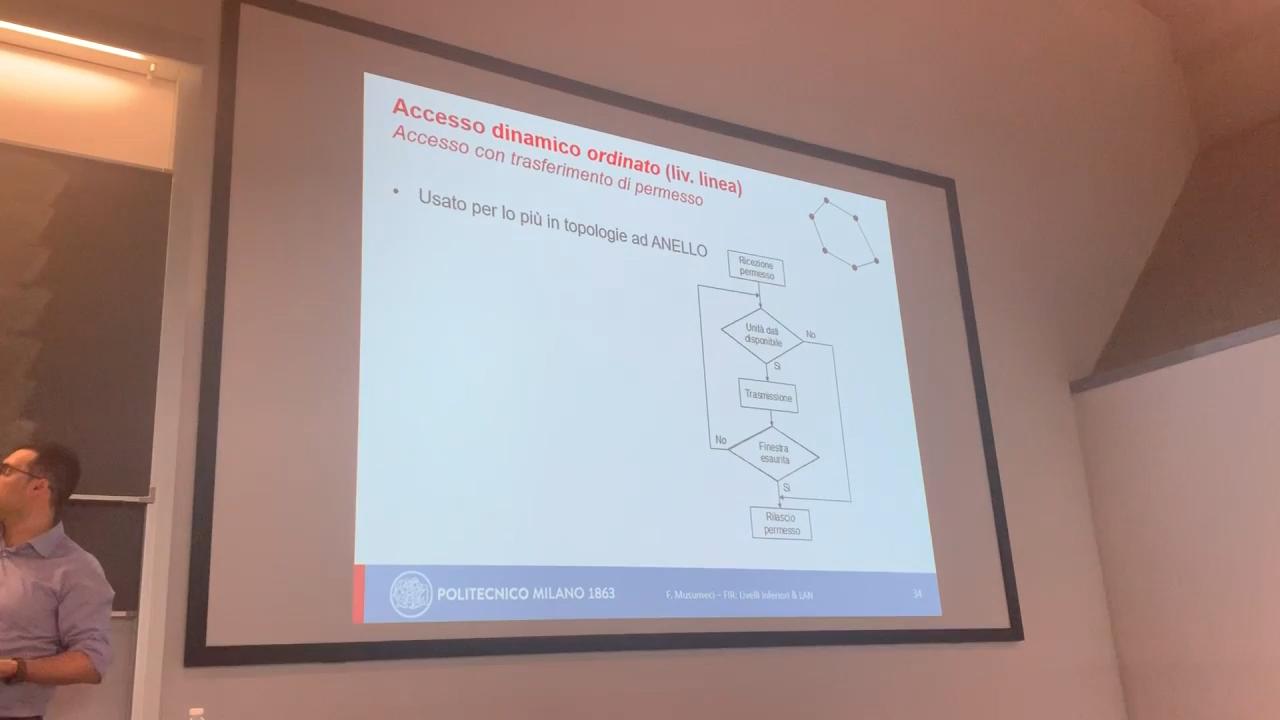 Accesso dinamico ordinato (liv. linea)
Accesso con trasferimento di permesso
• Usato per lo più in topologie ad ANELLO
Ricezione
permesso
Unità dati
disponibile
No
Si
Trasmissione
No
Finestra
esaurita
Si
Rilascio
permesso
POLITECNICO MILANO 1863
F. Musumeci – FIR: Livelli Inferiori & LAN
34